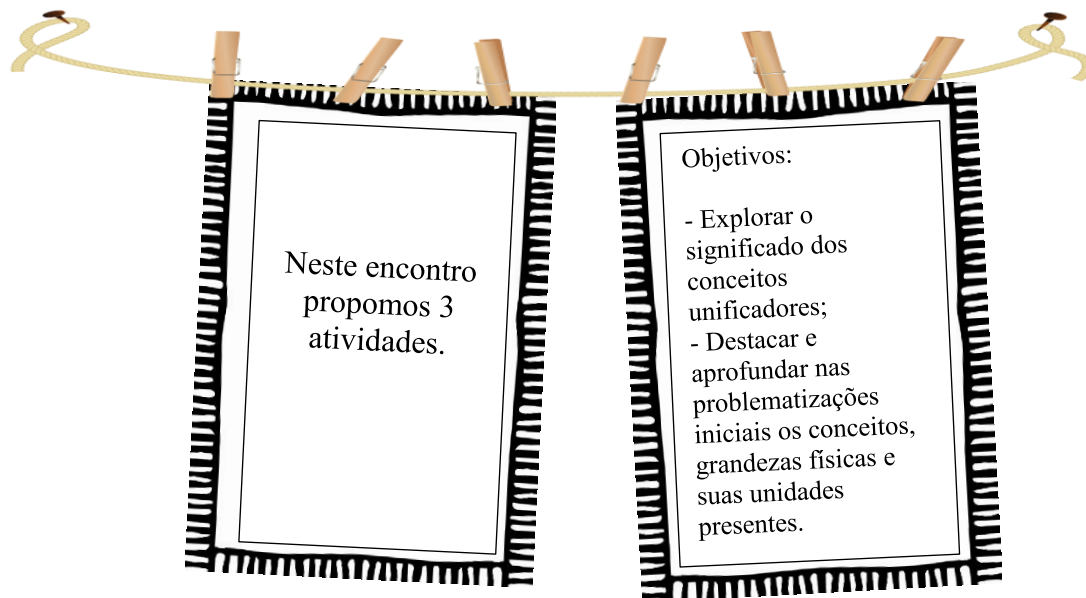 Neste encontro
propomos 3
atividades.
Objetivos:
- Explorar o
significado dos
conceitos
unificadores;
- Destacar e
aprofundar nas
problematizações
iniciais os conceitos,
grandezas físicas e
suas unidades
presentes.